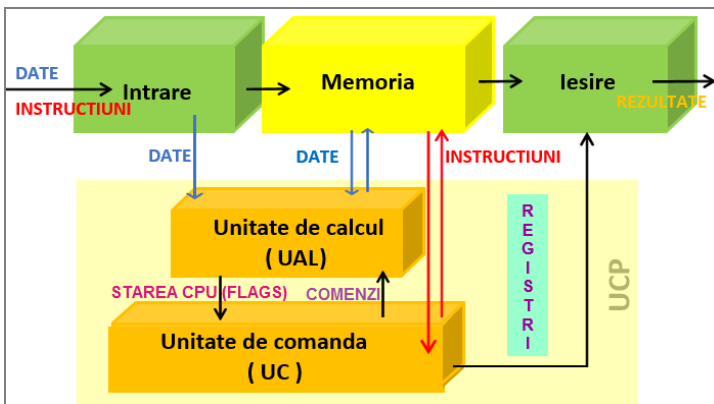 DATE
INSTRUCTIUNI
Intrare
Memoria
Iesire
REZULTATE
DATE
DATE
INSTRUCTIUNI
Unitate de calcul
( UAL)
STAREA CPU (FLAGS)
COMENZI
Unitate de comanda
( UC )
REGISTRI
UCP